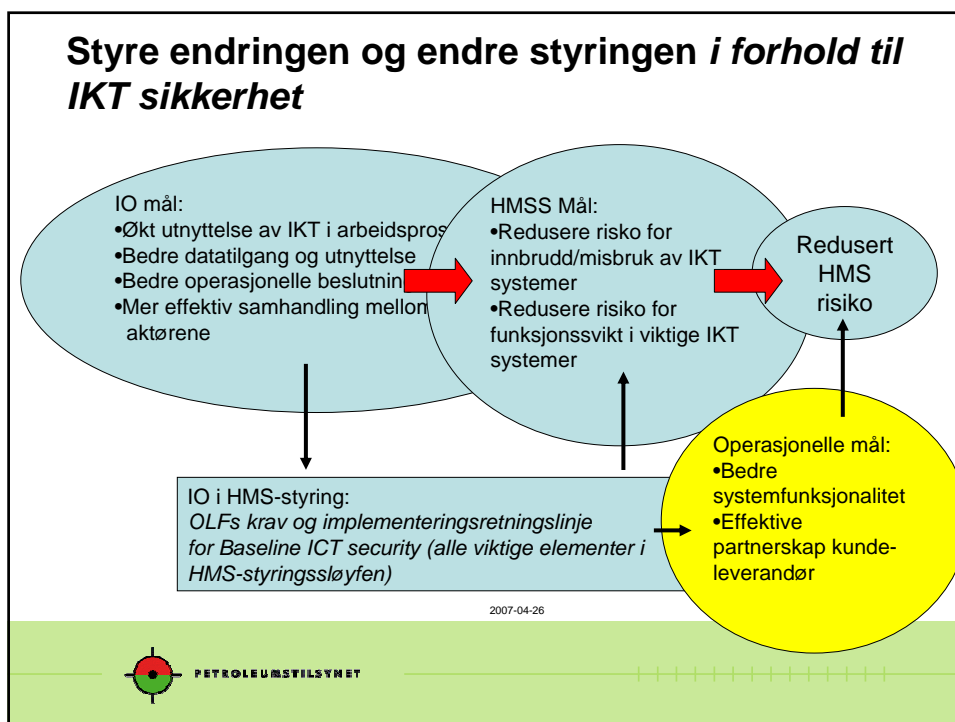 Styre endringen og endre styringen i forhold til
IKT sikkerhet
IO mål:
•Økt utnyttelse av IKT i arbeidspros
•Bedre datatilgang og utnyttelse
•Bedre operasjonelle beslutning
•Mer effektiv samhandling mellom
aktørene
HMSS Mål:
•Redusere risiko for
innbrudd/misbruk av IKT
systemer
•Redusere risiko for
funksjonssvikt i viktige IKT
systemer
Redusert
HMS
risiko
IO i HMS-styring:
OLFs krav og implementeringsretningslinje
for Baseline ICT security (alle viktige elementer i
HMS-styringssløyfen)
Operasjonelle mål:
•Bedre
systemfunksjonalitet
•Effektive
partnerskap kunde-
leverandør
2007-04-26
PETROLEUMSTILSYNET